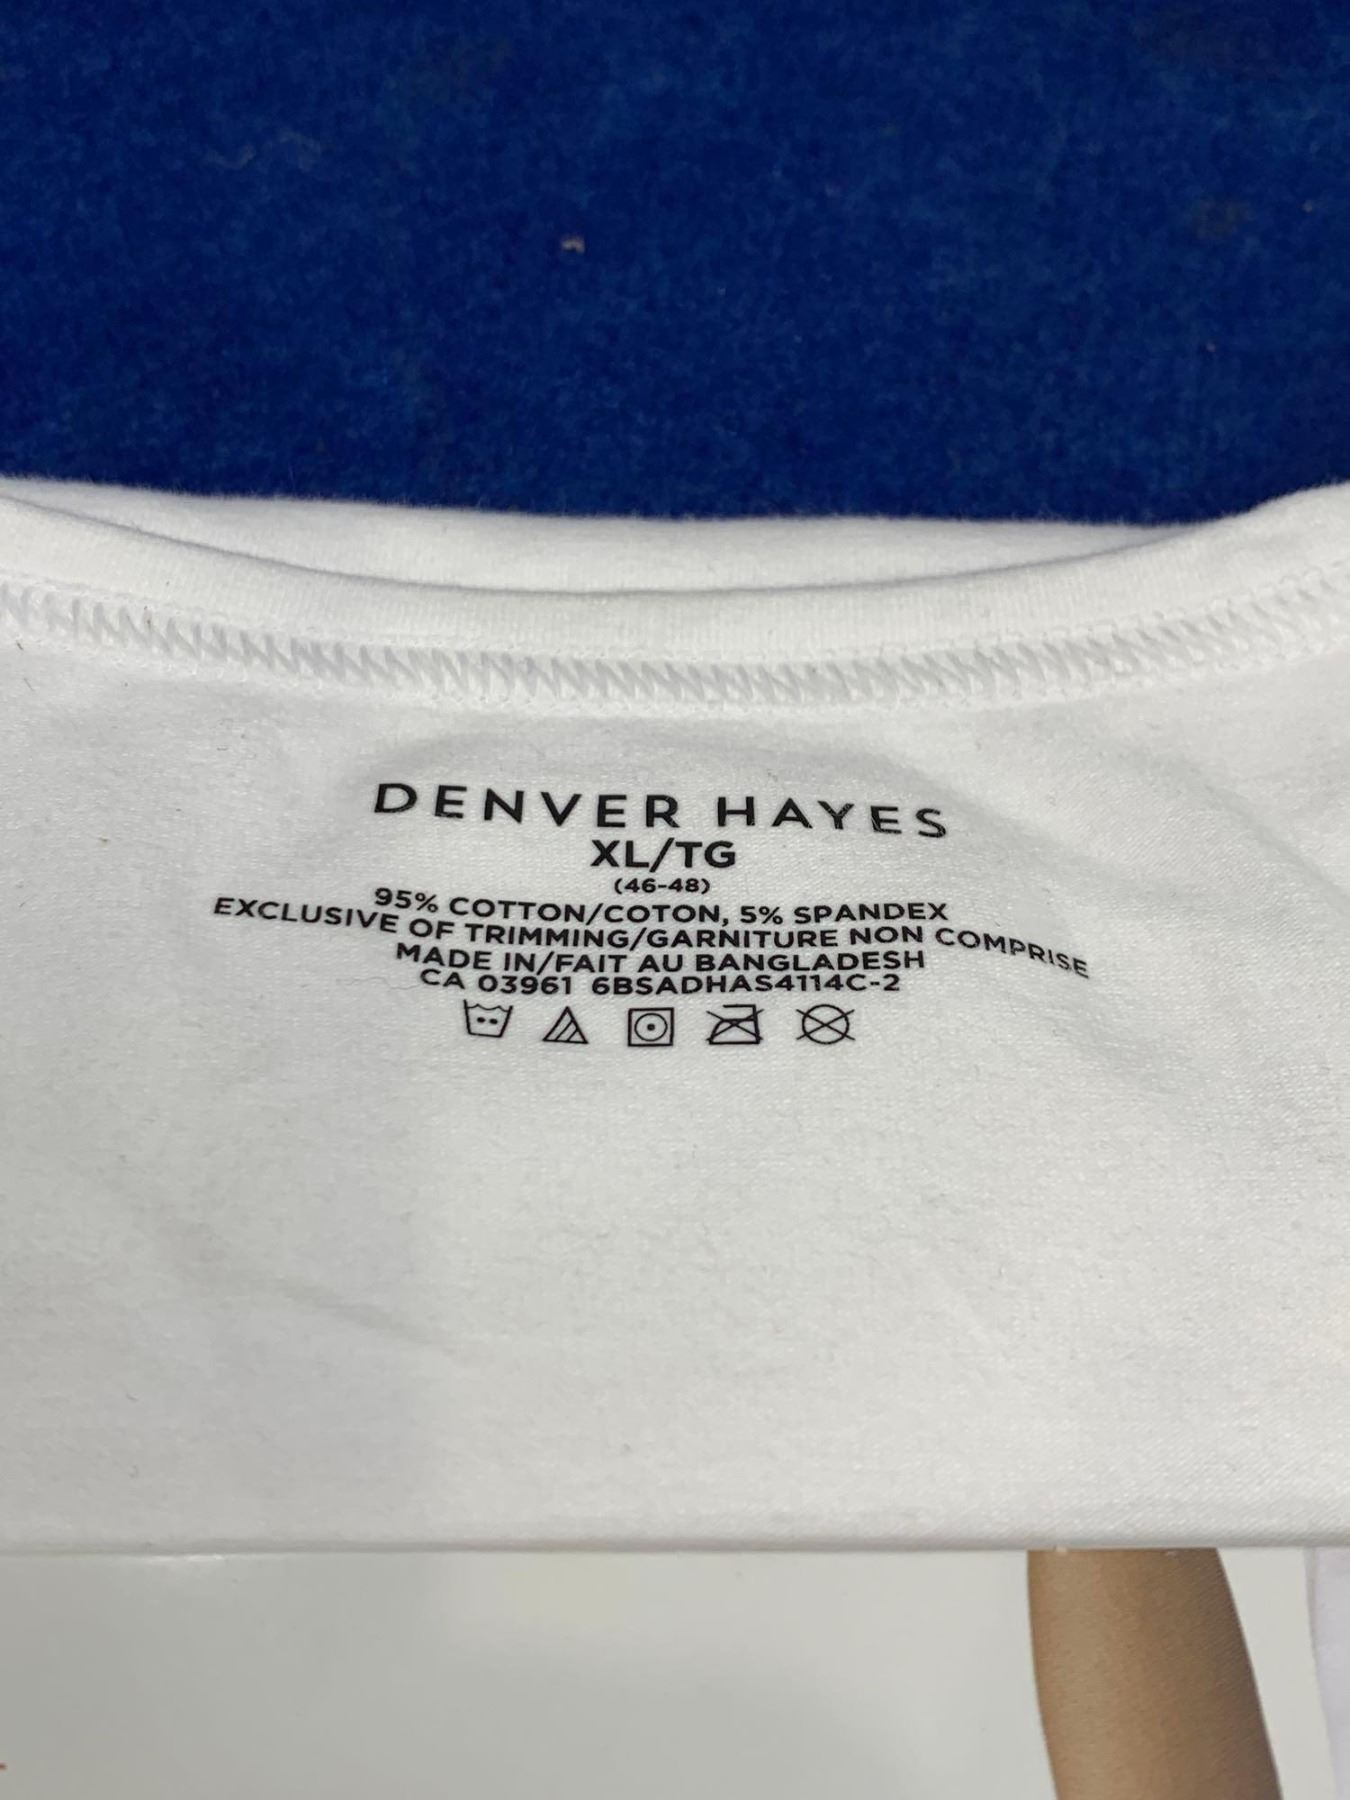 DENVER HAYES
XL/TG
(46-48)
95% COTTON/COTON, 5% SPANDEX
EXCLUSIVE OF TRIMMING/GARNITURE NON COMPRISE
MADE IN/FAIT AU BANGLADESH
CA 03961 6BSADHAS4114C-2